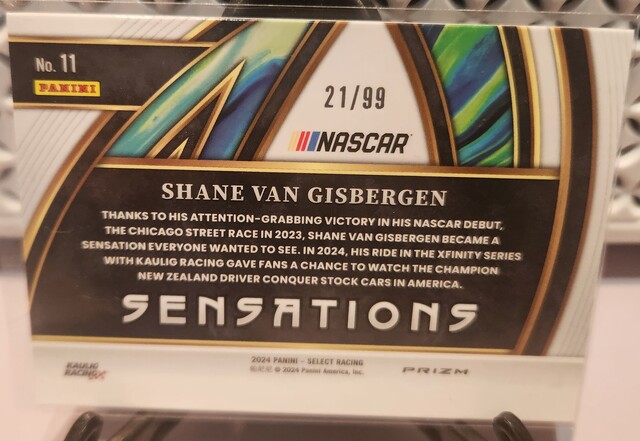 No. 11
PANINI
21/99
NASCAR
SHANE VAN GISBERGEN
THANKS TO HIS ATTENTION-GRABBING VICTORY IN HIS NASCAR DEBUT,
THE CHICAGO STREET RACE IN 2023, SHANE VAN GISBERGEN BECAME A
SENSATION EVERYONE WANTED TO SEE. IN 2024, HIS RIDE IN THE XFINITY SERIES
WITH KAULIG RACING GAVE FANS A CHANCE TO WATCH THE CHAMPION
NEW ZEALAND DRIVER CONQUER STOCK CARS IN AMERICA.
SENSATIONS
KAULIG
RACING
2024 PANINI – SELECT RACING
© 2024 Panini America, Inc.
PRIZM